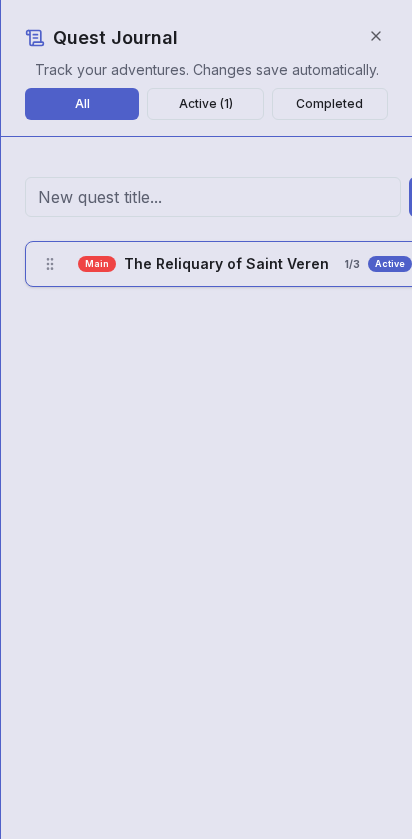 Quest Journal
Track your adventures. Changes save automatically.
All Active (1) Completed
New quest title...
Main The Reliquary of Saint Veren 1/3 Active